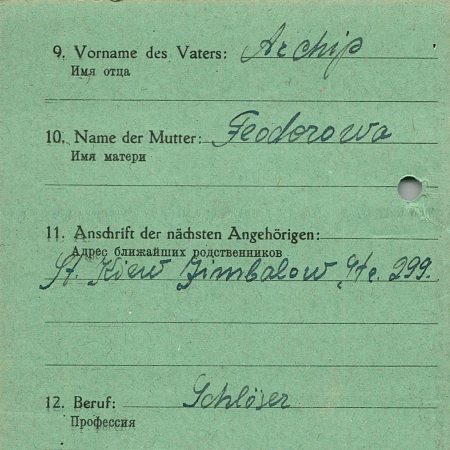 9. Vorname des Vaters: Archip
Имя отца
10. Name der Mutter: Feodorowa
Имя матери
11. Anschrift der nächsten Angehörigen:
Адрес ближайших родственников
St. Kiew Zimbalow 299.
12. Beruf: Schlöser
Профессия